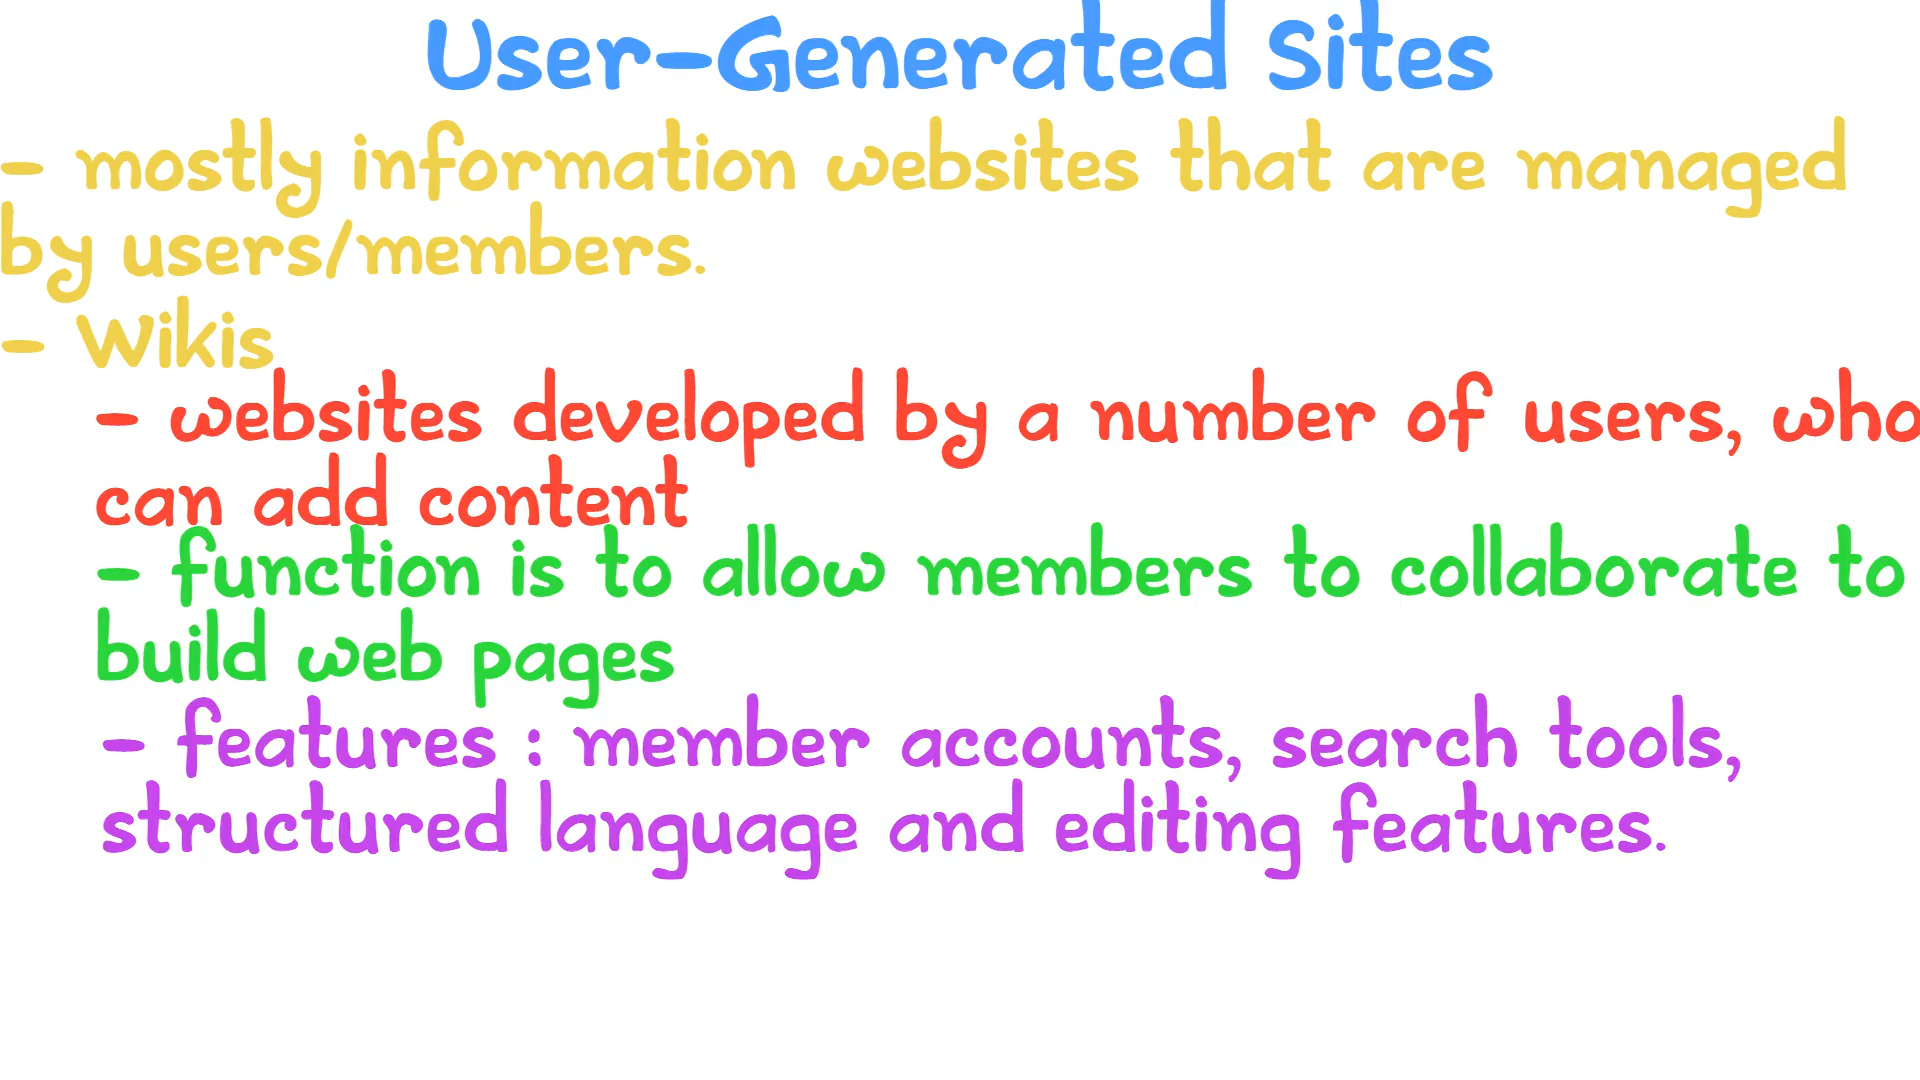 User-Generated Sites
- mostly information websites that are managed
by users/members.
- Wikis
- websites developed by a number of users, who
can add content
- function is to allow members to collaborate to
build web pages
- features : member accounts, search tools,
structured language and editing features.